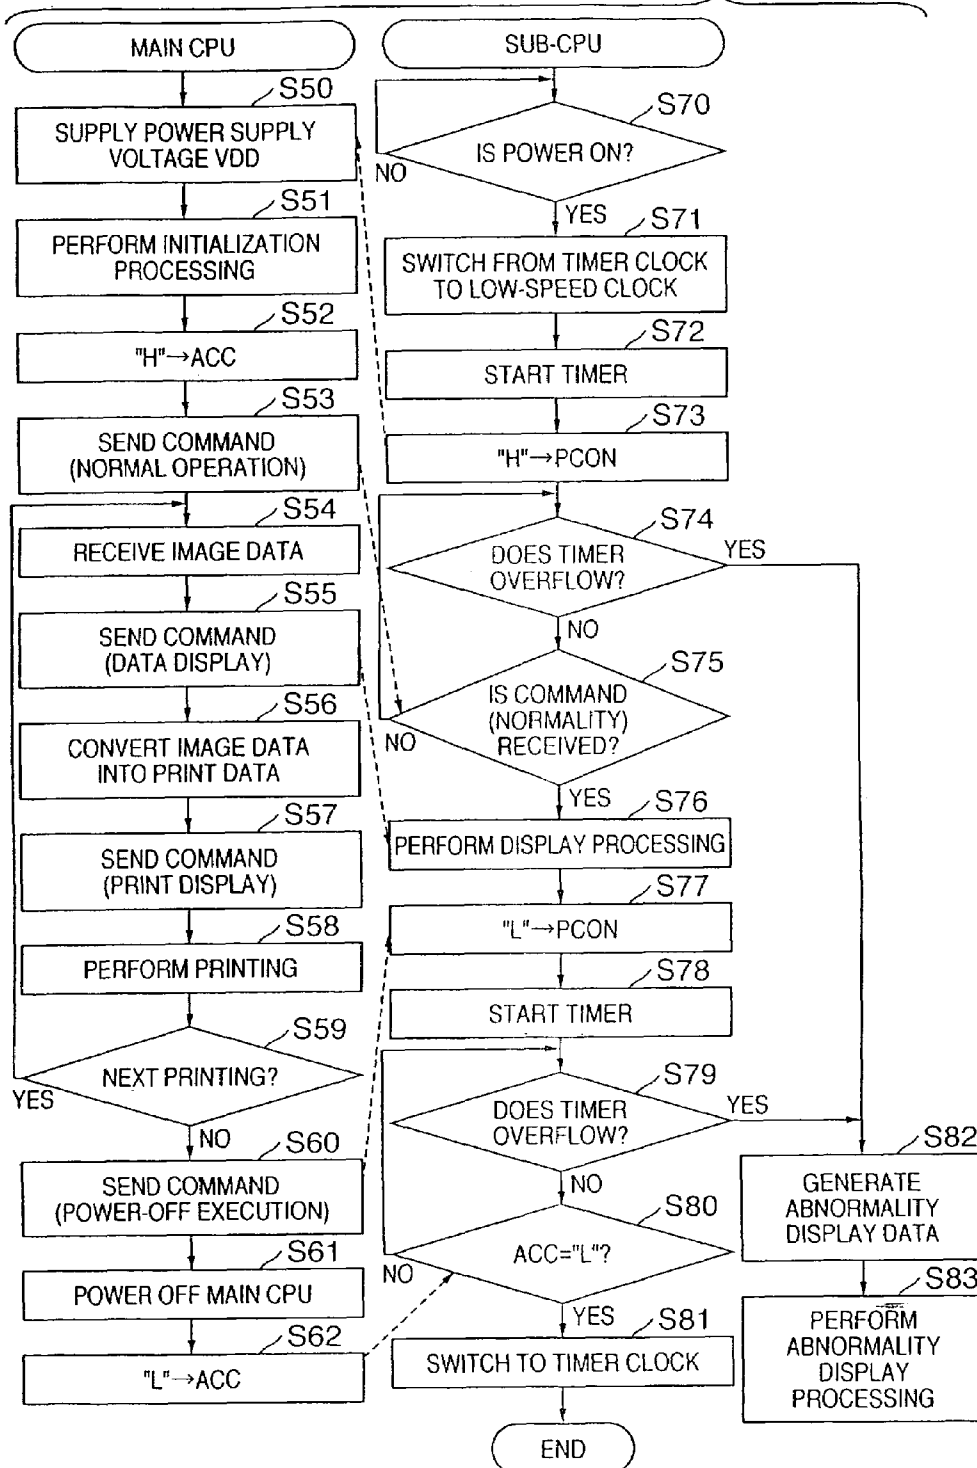 MAIN CPU
S50
SUPPLY POWER SUPPLY
VOLTAGE VDD
S51
PERFORM INITIALIZATION
PROCESSING
S52
"H"→ACC
S53
SEND COMMAND
(NORMAL OPERATION)
S54
RECEIVE IMAGE DATA
S55
SEND COMMAND
(DATA DISPLAY)
S56
CONVERT IMAGE DATA
INTO PRINT DATA
S57
SEND COMMAND
(PRINT DISPLAY)
S58
PERFORM PRINTING
S59
NEXT PRINTING?
YES
NO
S60
SEND COMMAND
(POWER-OFF EXECUTION)
S61
POWER OFF MAIN CPU
S62
"L"→ACC
SUB-CPU
S70
IS POWER ON?
NO
YES
S71
SWITCH FROM TIMER CLOCK
TO LOW-SPEED CLOCK
S72
START TIMER
S73
"H"→PCON
S74
DOES TIMER
OVERFLOW?
YES
NO
S75
IS COMMAND
(NORMALITY)
RECEIVED?
NO
YES
S76
PERFORM DISPLAY PROCESSING
S77
"L"→PCON
S78
START TIMER
S79
DOES TIMER
OVERFLOW?
YES
NO
S80
ACC="L"?
NO
YES
S81
SWITCH TO TIMER CLOCK
END
S82
GENERATE
ABNORMALITY
DISPLAY DATA
S83
PERFORM
ABNORMALITY
DISPLAY
PROCESSING